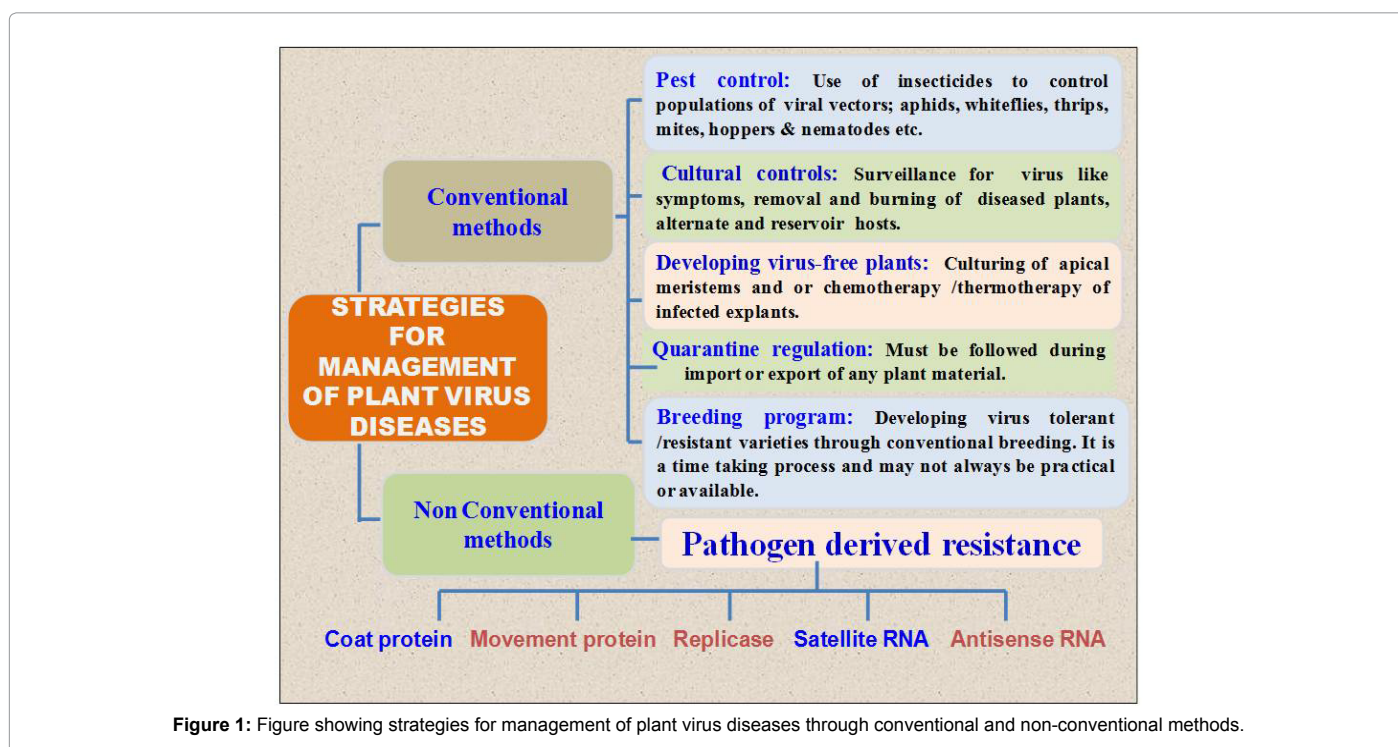 Pest control: Use of insecticides to control
populations of viral vectors; aphids, whiteflies, thrips,
mites, hoppers & nematodes etc.
Conventional
methods
Cultural controls: Surveillance for virus like
symptoms, removal and burning of diseased plants,
alternate and reservoir hosts.
Developing virus-free plants: Culturing of apical
meristems and or chemotherapy /thermotherapy of
infected explants.
STRATEGIES
FOR
MANAGEMENT
OF PLANT VIRUS
DISEASES
Quarantine regulation: Must be followed during
import or export of any plant material.
Breeding program: Developing virus tolerant
/resistant varieties through conventional breeding. It is
a time taking process and may not always be practical
or available.
Non Conventional
methods
Pathogen derived resistance
Coat protein Movement protein Replicase Satellite RNA Antisense RNA
Figure 1: Figure showing strategies for management of plant virus diseases through conventional and non-conventional methods.